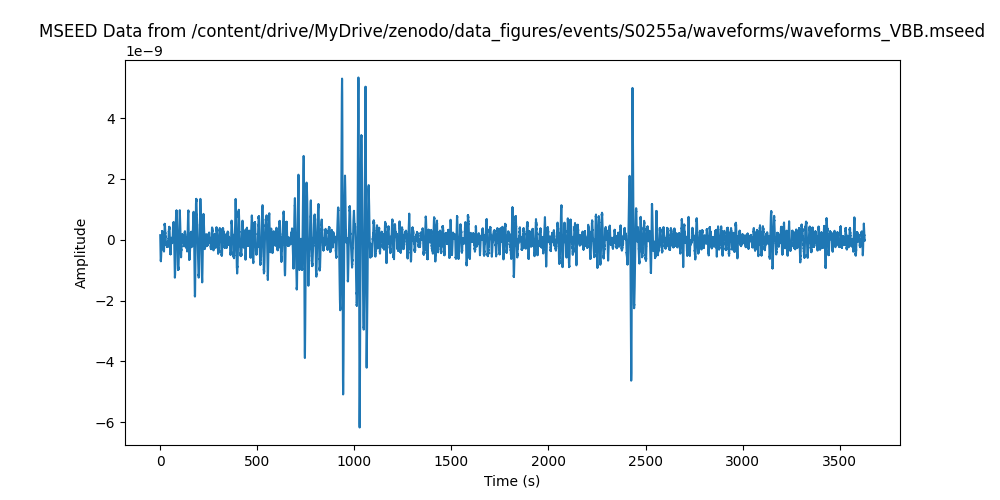 MSEED Data from /content/drive/MyDrive/zenodo/data_figures/events/S0255a/waveforms/waveforms_VBB.mseed
1e−9
4
2
0
−2
−4
−6
Amplitude
0 500 1000 1500 2000 2500 3000 3500
Time (s)